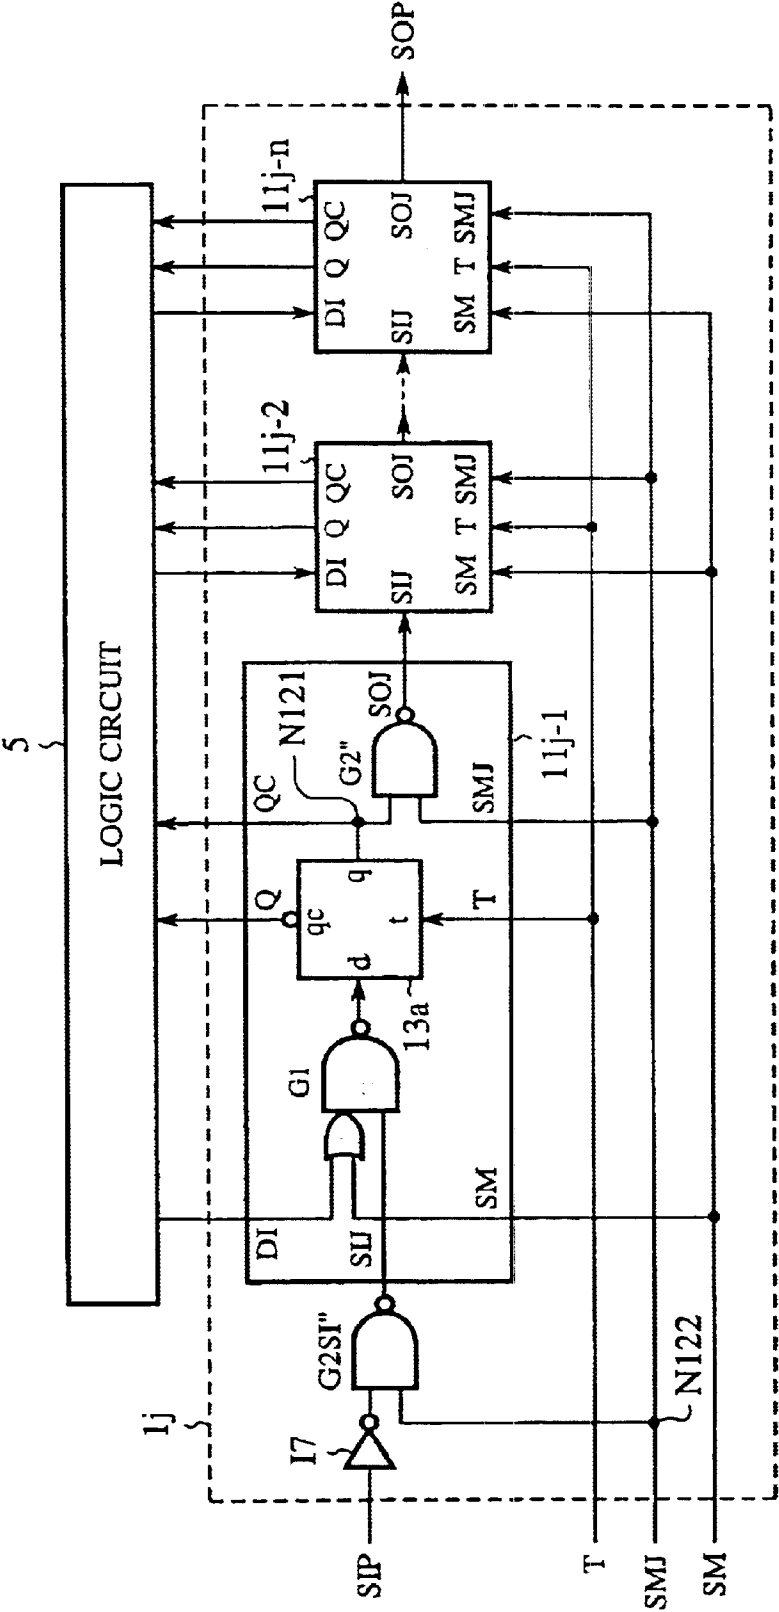 5
LOGIC CIRCUIT
1j
SIP
I7
G2SI"
N122
T
SMJ
SM
DI
SIJ
SM
G1
13a
d
qc
q
t
Q
QC
N121
G2"
SOJ
T
SMJ
11j-1
11j-2
DI
Q
QC
SIJ
SOJ
SM
T
SMJ
11j-n
DI
Q
QC
SIJ
SOJ
SM
T
SMJ
SOP